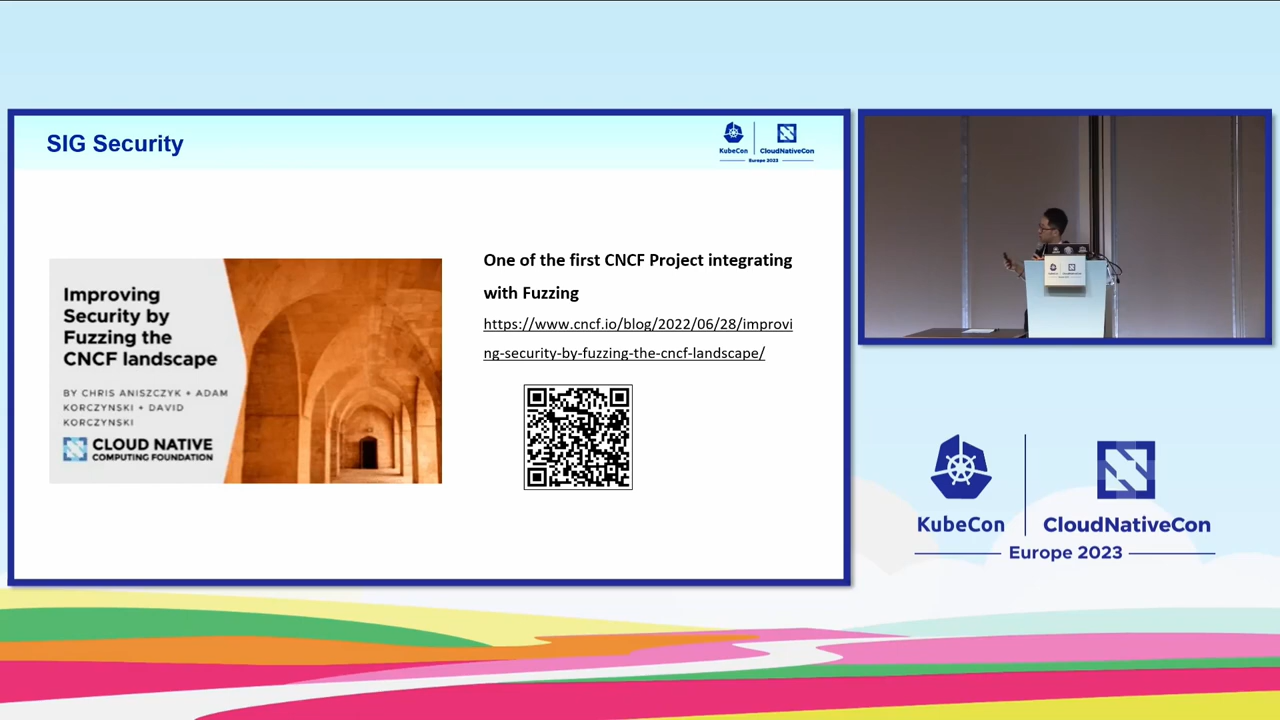 SIG Security
KubeCon
CloudNativeCon
Europe 2023
Improving
Security by
Fuzzing the
CNCF landscape
BY CHRIS ANISZCZYK + ADAM
KORCZYNSKI + DAVID
KORCZYNSKI
CLOUD NATIVE
COMPUTING FOUNDATION
One of the first CNCF Project integrating
with Fuzzing
https://www.cncf.io/blog/2022/06/28/improvi
ng-security-by-fuzzing-the-cncf-landscape/
KubeCon
CloudNativeCon
Europe 2023